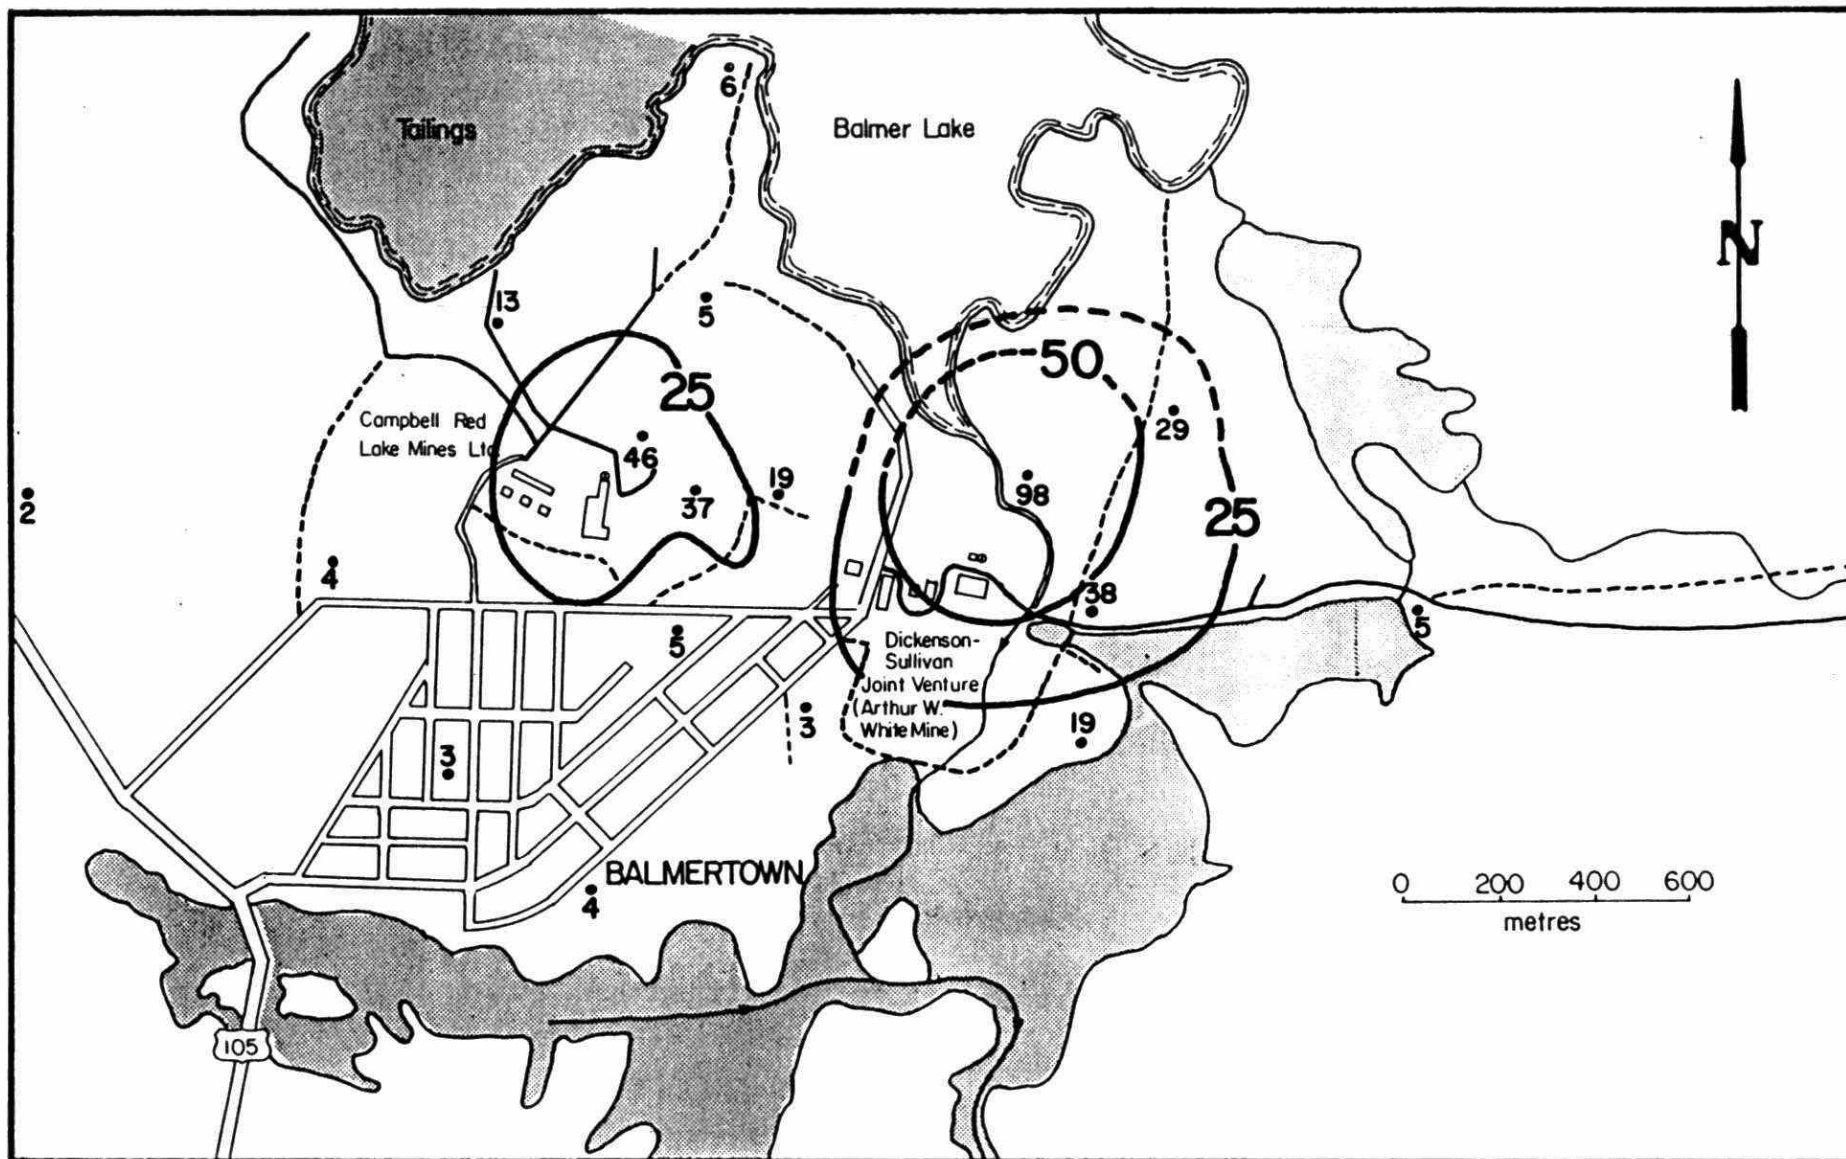 6
Tailings
Balmer Lake
N
13
5
50
25
Campbell Red
Lake Mines Ltd.
29
46
19
98
37
2
25
4
38
5
5
Dickenson-
Sullivan
Joint Venture
(Arthur W.
White Mine)
3
19
3
BALMERTOWN
4
0 200 400 600
metres
105